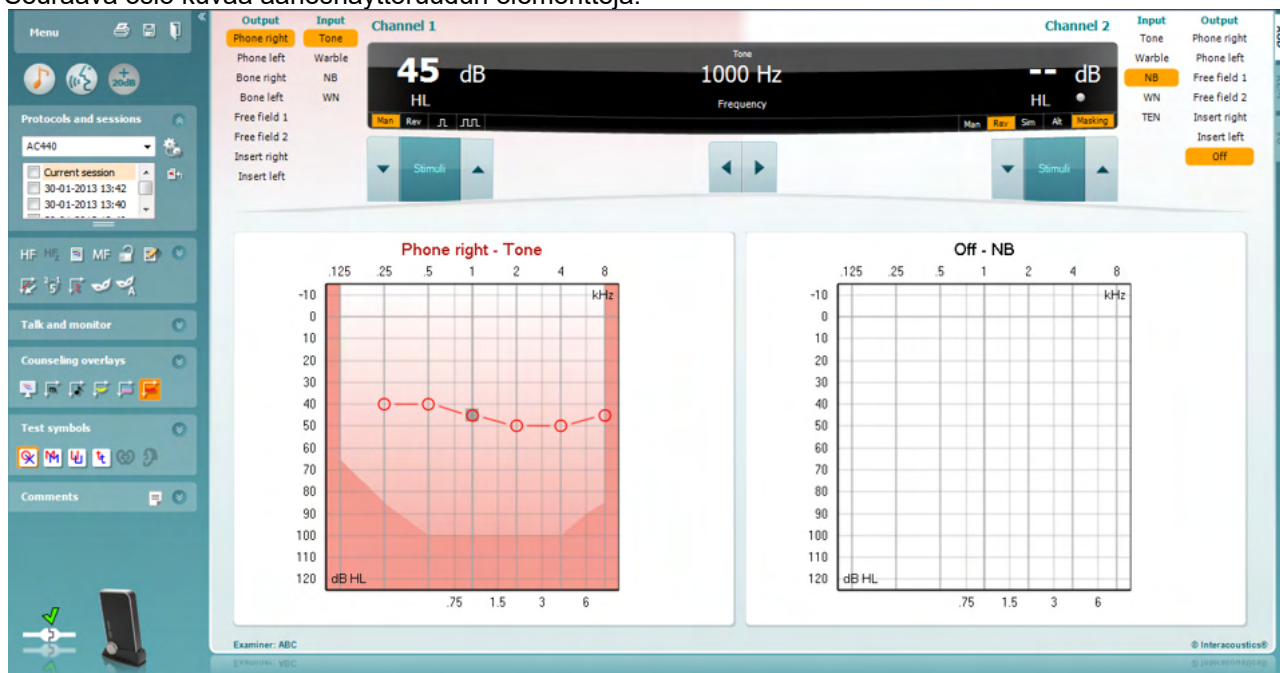 Seuraava osio kuvaa äänesnäyttöruudun elementtejä.
Menu
+20dB
Protocols and sessions
AC440
Current session
30-01-2013 13:42
30-01-2013 13:40
HF HF2 MF
Talk and monitor
Counseling overlays
Test symbols
Comments
Output Input Channel 1
Phone right Tone
Phone left Warble
Bone right NB
Bone left WN
Free field 1
Free field 2
Insert right
Insert left
45 dB
HL
Man Rev
Tone
1000 Hz
Frequency
-- dB
HL
Man Rev Sim Alt Masking
Stimuli
Stimuli
Channel 2 Input Output
Tone Phone right
Warble Phone left
NB Free field 1
WN Free field 2
TEN Insert right
Insert left
Off
Phone right - Tone
.125 .25 .5 1 2 4 8
kHz
-10
0
10
20
30
40
50
60
70
80
90
100
110
120
dB HL
.75 1.5 3 6
Off - NB
.125 .25 .5 1 2 4 8
kHz
-10
0
10
20
30
40
50
60
70
80
90
100
110
120
dB HL
.75 1.5 3 6
Examiner: ABC
© Interacoustics®